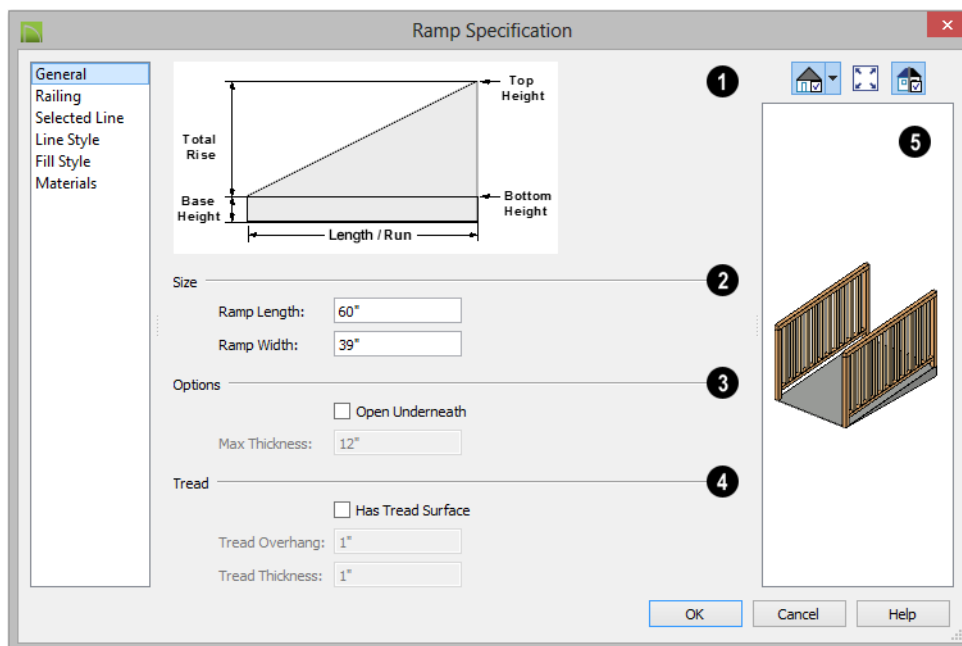 Ramp Specification
General
Railing
Selected Line
Line Style
Fill Style
Materials
Top
Height
Total
Rise
Base
Height
Bottom
Height
Length / Run
1
Size
2
Ramp Length: 60"
Ramp Width: 39"
Options
3
Open Underneath
Max Thickness: 12"
Tread
4
Has Tread Surface
Tread Overhang: 1"
Tread Thickness: 1"
5
OK
Cancel
Help